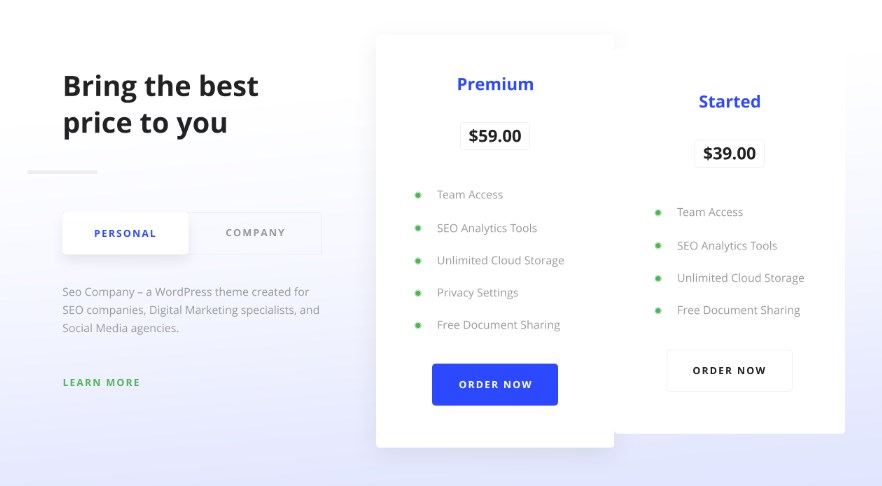 Bring the best
price to you
PERSONAL
COMPANY
Seo Company – a WordPress theme created for
SEO companies, Digital Marketing specialists, and
Social Media agencies.
LEARN MORE
Premium
$59.00
Team Access
SEO Analytics Tools
Unlimited Cloud Storage
Privacy Settings
Free Document Sharing
ORDER NOW
Started
$39.00
Team Access
SEO Analytics Tools
Unlimited Cloud Storage
Free Document Sharing
ORDER NOW